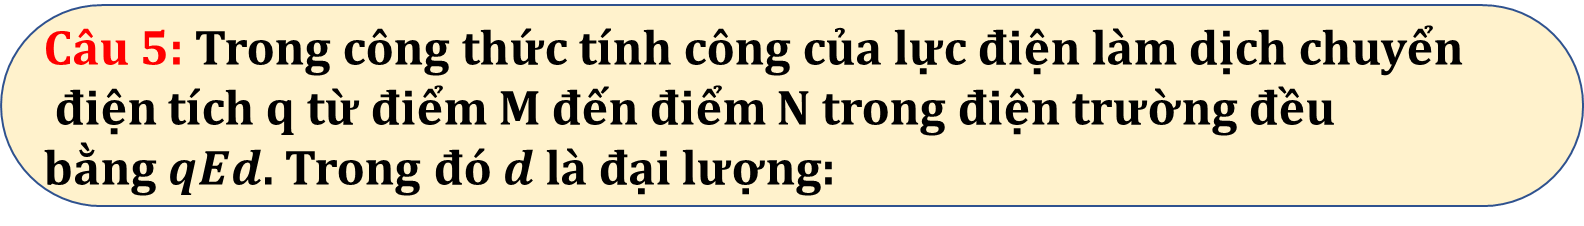 Câu 5: Trong công thức tính công của lực điện làm dịch chuyển
điện tích q từ điểm M đến điểm N trong điện trường đều
bằng qEd. Trong đó d là đại lượng: